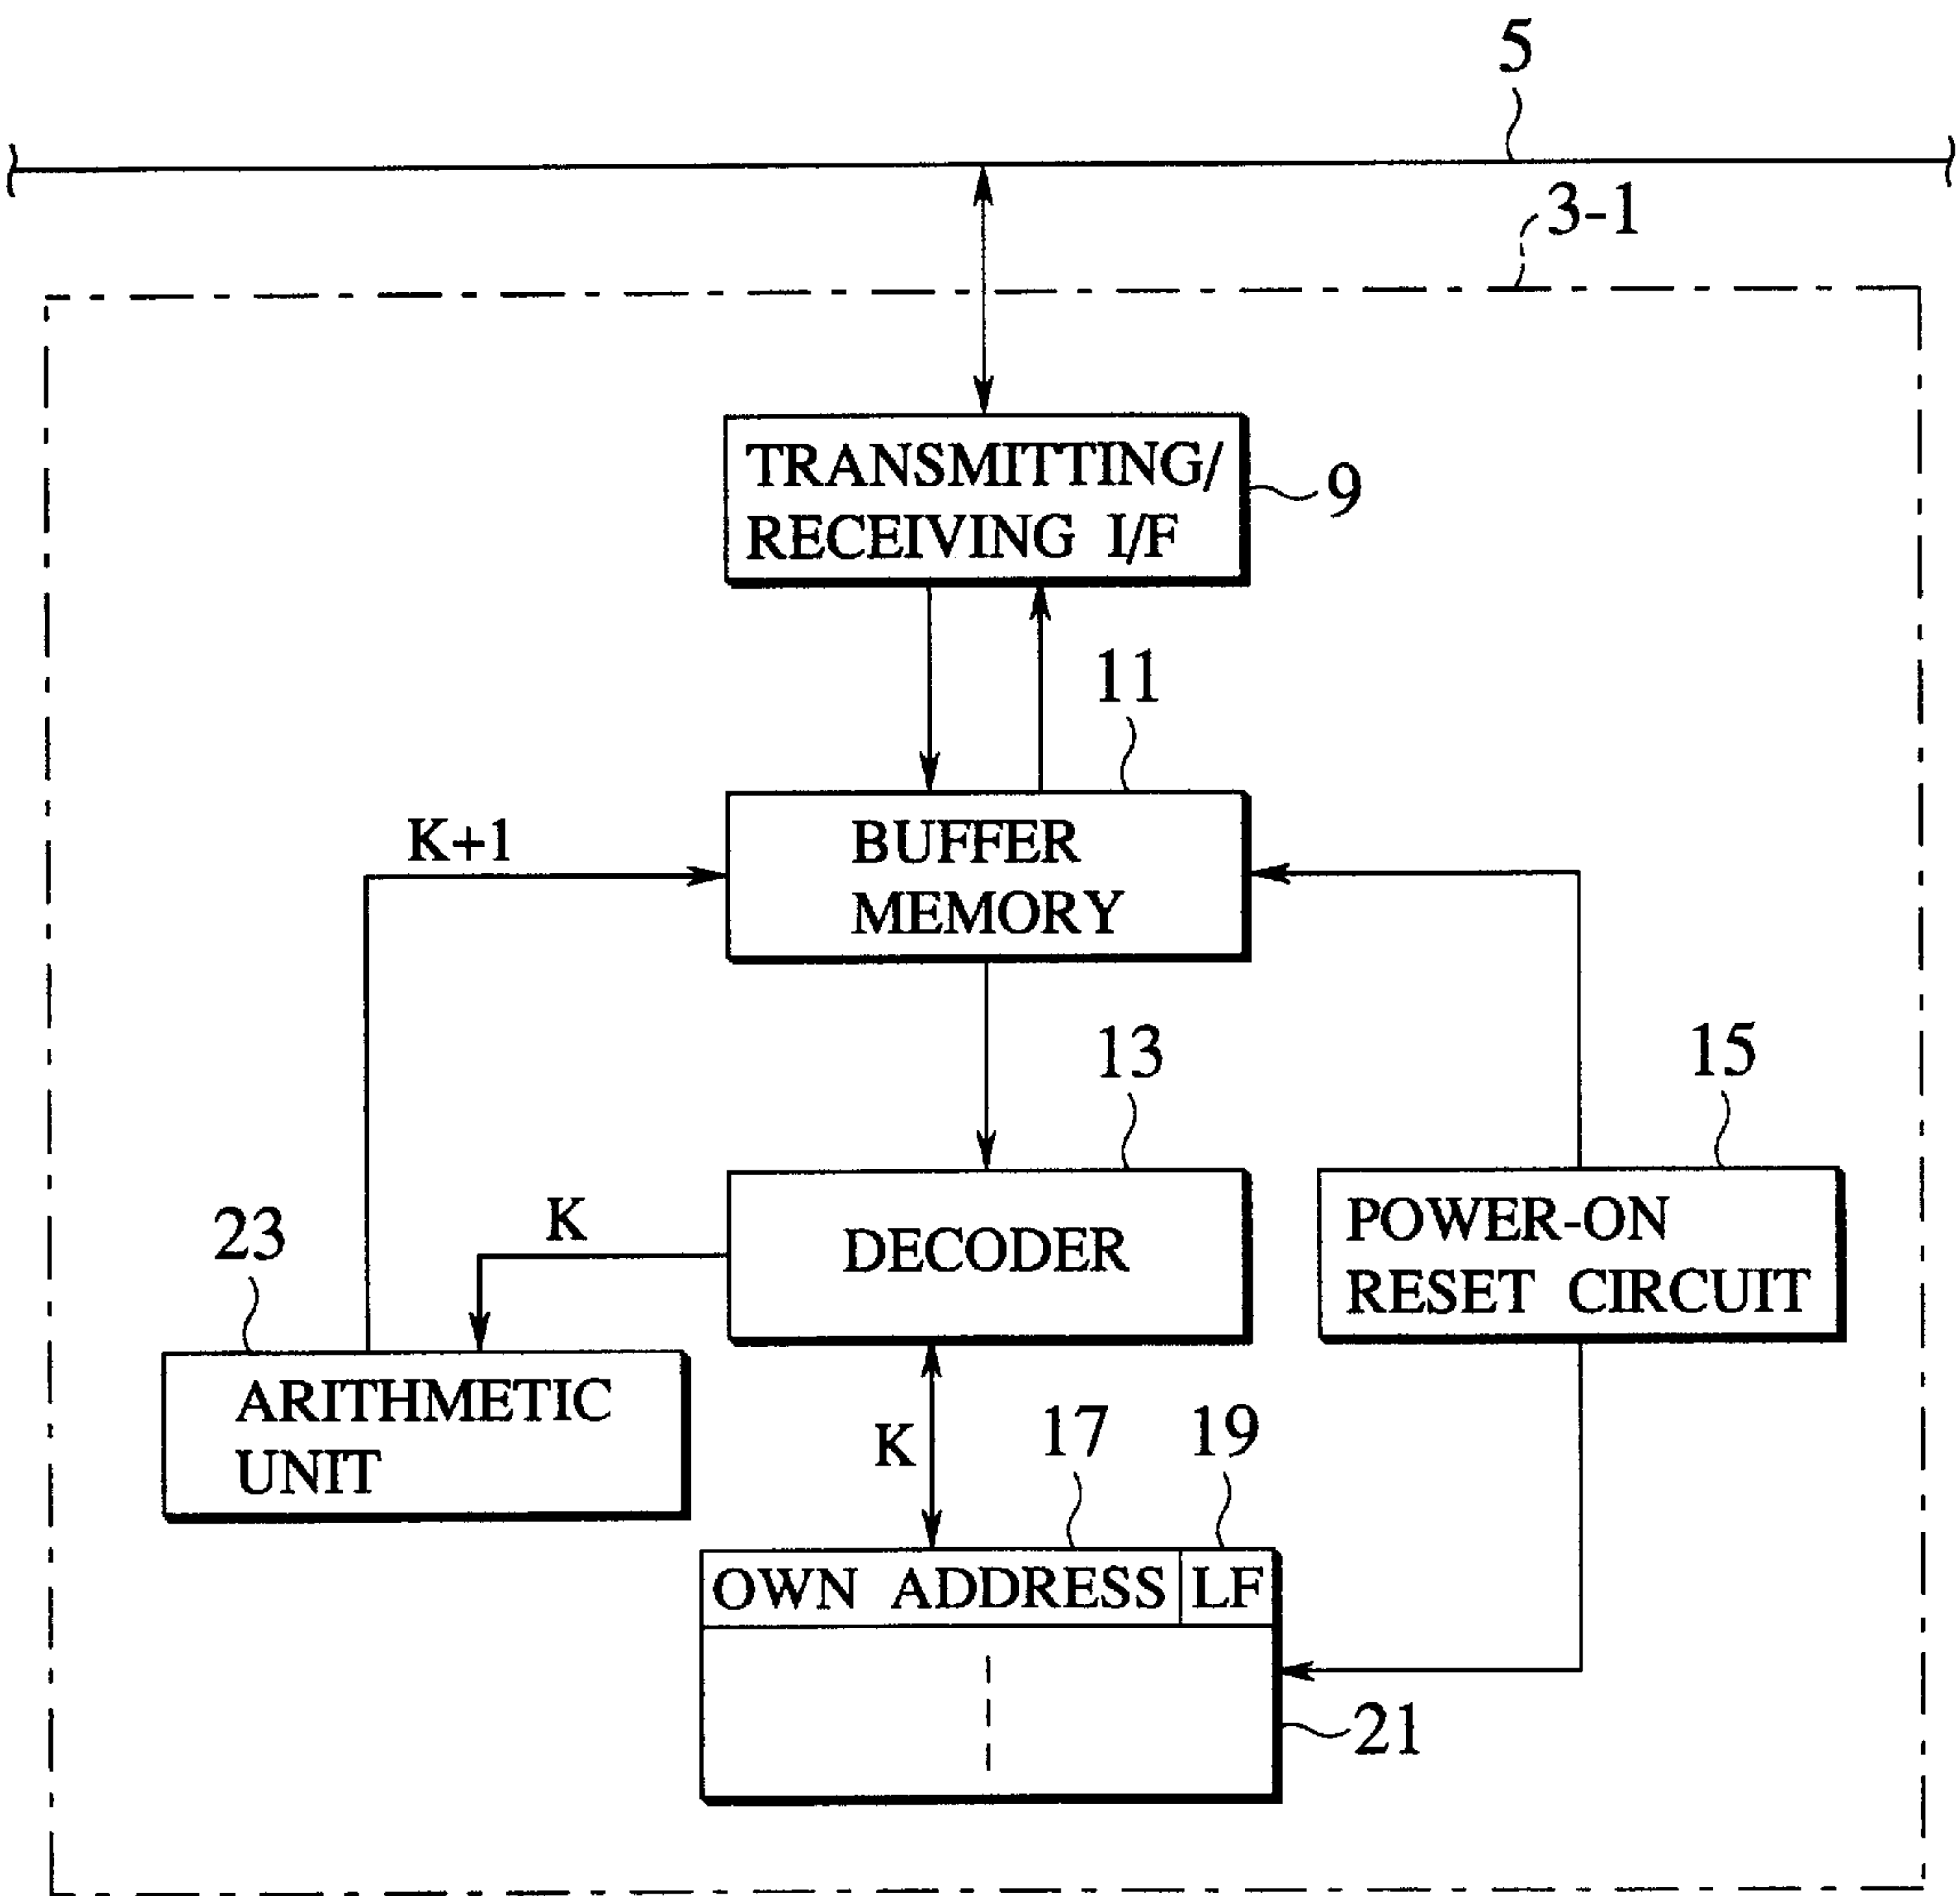 5
3-1
TRANSMITTING/
RECEIVING I/F
9
11
K+1
BUFFER
MEMORY
13
15
23
K
DECODER
POWER-ON
RESET CIRCUIT
ARITHMETIC
UNIT
K
17
19
OWN ADDRESS
LF
21